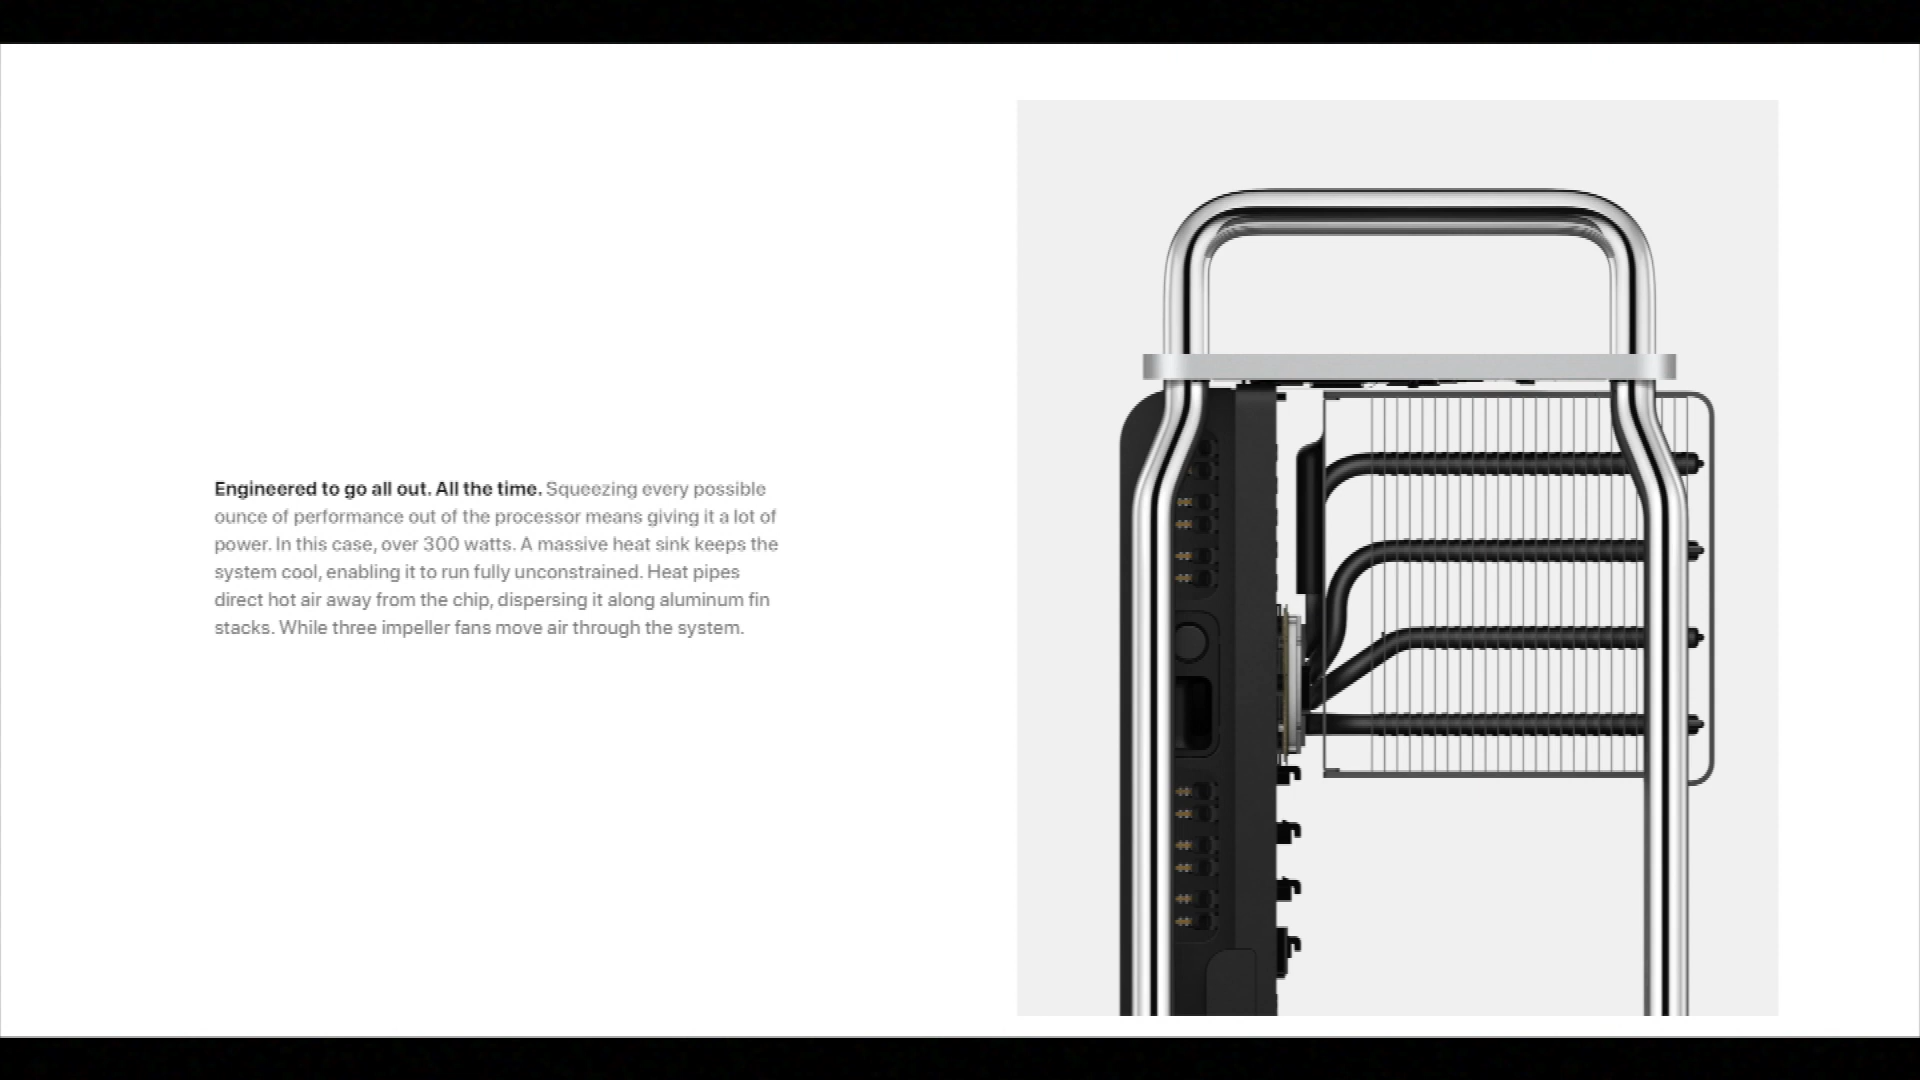 Engineered to go all out. All the time. Squeezing every possible
ounce of performance out of the processor means giving it a lot of
power. In this case, over 300 watts. A massive heat sink keeps the
system cool, enabling it to run fully unconstrained. Heat pipes
direct hot air away from the chip, dispersing it along aluminum fin
stacks. While three impeller fans move air through the system.